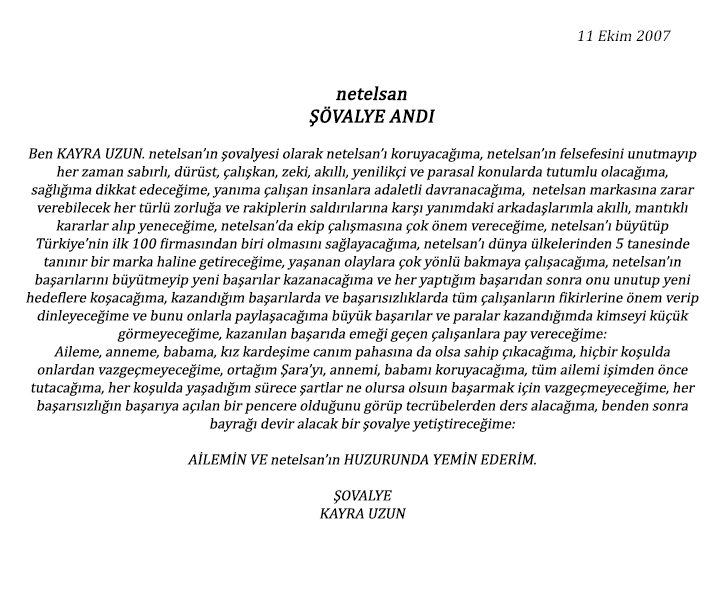 11 Ekim 2007
netelsan
ŞÖVALYE ANDI
Ben KAYRA UZUN. netelsan'ın şovalyesi olarak netelsan'ı koruyacağıma, netelsan'ın felsefesini unutmayıp
her zaman sabırlı, dürüst, çalışkan, zeki, akıllı, yenilikçi ve parasal konularda tutumlu olacağıma,
sağlığıma dikkat edeceğime, yanıma çalışan insanlara adaletli davranacağıma,  netelsan markasına zarar
verebilecek her türlü zorluğa ve rakiplerin saldırılarına karşı yanımdaki arkadaşlarımla akıllı, mantıklı
kararlar alıp yeneceğime, netelsan'da ekip çalışmasına çok önem vereceğime, netelsan'ı büyütüp
Türkiye'nin ilk 100 firmasından biri olmasını sağlayacağıma, netelsan'ı dünya ülkelerinden 5 tanesinde
tanınır bir marka haline getireceğime, yaşanan olaylara çok yönlü bakmaya çalışacağıma, netelsan'ın
başarılarını büyütmeyip yeni başarılar kazanacağıma ve her yaptığım başarıdan sonra onu unutup yeni
hedeflere koşacağıma, kazandığım başarılarda ve başarısızlıklarda tüm çalışanların fikirlerine önem verip
dinleyeceğime ve bunu onlarla paylaşacağıma büyük başarılar ve paralar kazandığımda kimseyi küçük
görmeyeceğime, kazanılan başarıda emeği geçen çalışanlara pay vereceğime:
Aileme, anneme, babama, kız kardeşime canım pahasına da olsa sahip çıkacağıma, hiçbir koşulda
onlardan vazgeçmeyeceğime, ortağım Şara'yı, annemi, babamı koruyacağıma, tüm ailemi işimden önce
tutacağıma, her koşulda yaşadığım sürece şartlar ne olursa olsuın başarmak için vazgeçmeyeceğime, her
başarısızlığın başarıya açılan bir pencere olduğunu görüp tecrübelerden ders alacağıma, benden sonra
bayrağı devir alacak bir şovalye yetiştireceğime:
AİLEMİN VE netelsan'ın HUZURUNDA YEMİN EDERİM.
ŞOVALYE
KAYRA UZUN